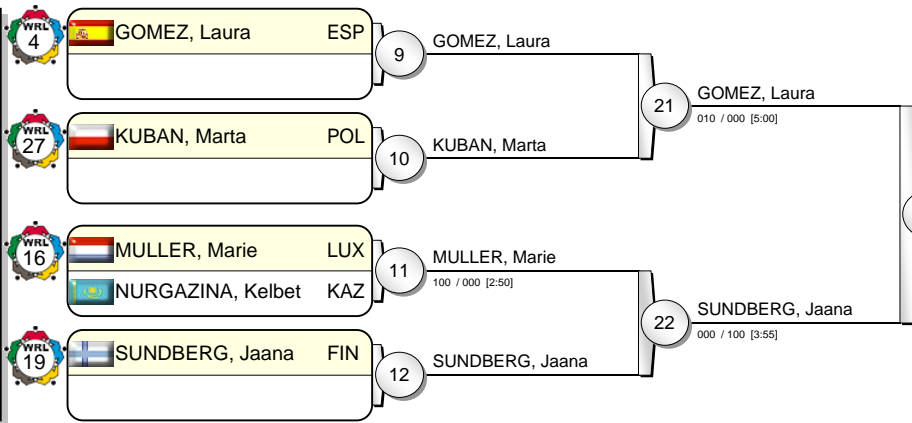 WRL
4
GOMEZ, Laura ESP
9
GOMEZ, Laura
21
GOMEZ, Laura
010 / 000 [5:00]
WRL
27
KUBAN, Marta POL
10
KUBAN, Marta
WRL
16
MULLER, Marie LUX
NURGAZINA, Kelbet KAZ
11
MULLER, Marie
100 / 000 [2:50]
22
SUNDBERG, Jaana
000 / 100 [3:55]
WRL
19
SUNDBERG, Jaana FIN
12
SUNDBERG, Jaana